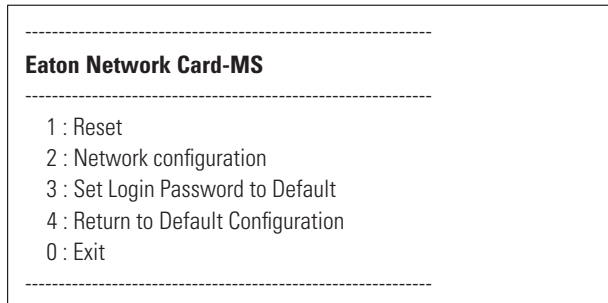 ---------------------------------------------------------------
Eaton Network Card-MS
---------------------------------------------------------------
1 : Reset
2 : Network configuration
3 : Set Login Password to Default
4 : Return to Default Configuration
0 : Exit
---------------------------------------------------------------